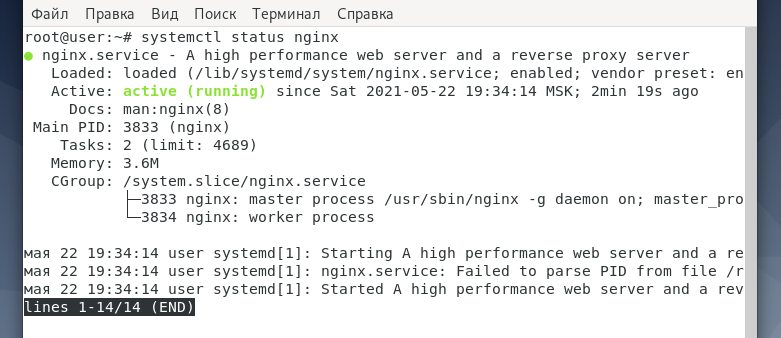 Файл Правка Вид Поиск Терминал Справка
root@user:~# systemctl status nginx
● nginx.service - A high performance web server and a reverse proxy server
   Loaded: loaded (/lib/systemd/system/nginx.service; enabled; vendor preset: en
   Active: active (running) since Sat 2021-05-22 19:34:14 MSK; 2min 19s ago
     Docs: man:nginx(8)
 Main PID: 3833 (nginx)
    Tasks: 2 (limit: 4689)
   Memory: 3.6M
   CGroup: /system.slice/nginx.service
           ├─3833 nginx: master process /usr/sbin/nginx -g daemon on; master_pro
           └─3834 nginx: worker process
мая 22 19:34:14 user systemd[1]: Starting A high performance web server and a re
мая 22 19:34:14 user systemd[1]: nginx.service: Failed to parse PID from file /r
мая 22 19:34:14 user systemd[1]: Started A high performance web server and a rev
lines 1-14/14 (END)